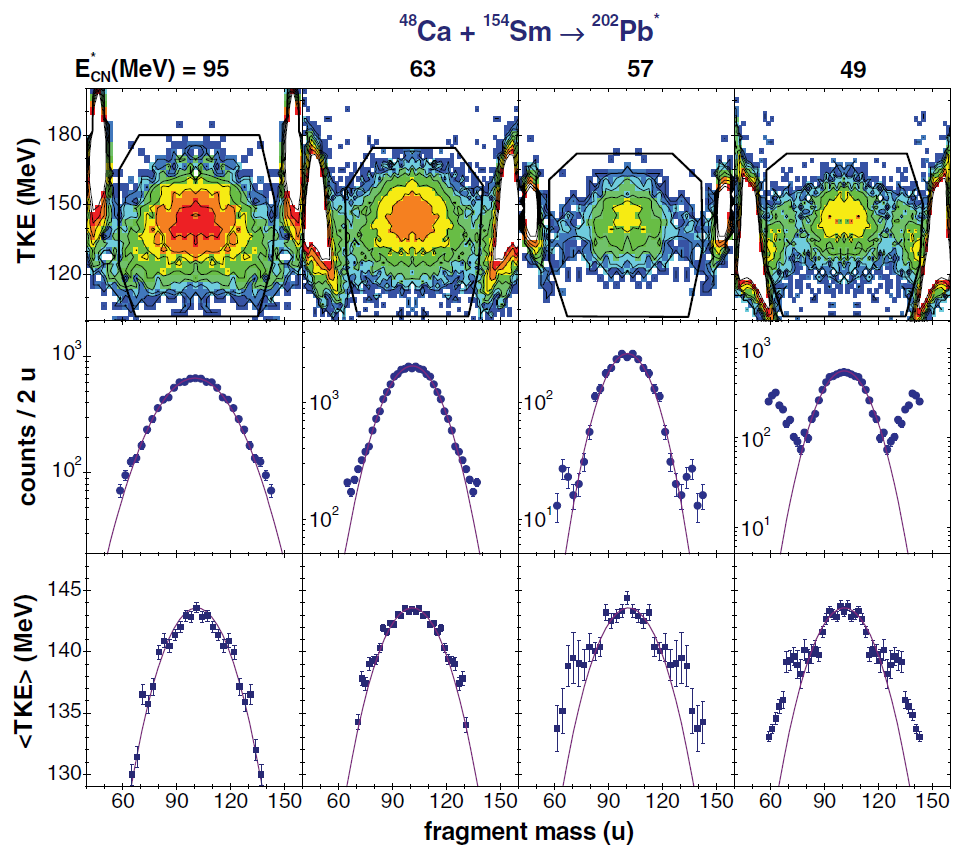 ⁴⁸Ca + ¹⁵⁴Sm → ²⁰²Pb*
E*CN(MeV) = 95 63 57 49
TKE (MeV)
180
150
120
counts / 2 u
10³
10²
10³
10²
10²
10¹
10³
10²
10¹
<TKE> (MeV)
145
140
135
130
60 90 120 150 60 90 120 150 60 90 120 150 60 90 120 150
fragment mass (u)